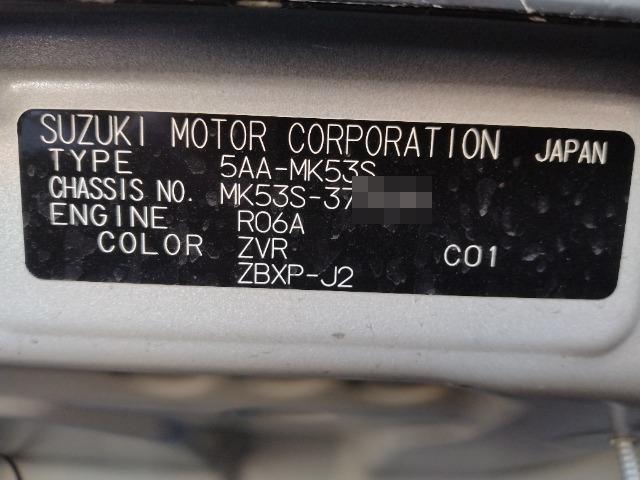 SUZUKI MOTOR CORPORATION JAPAN
TYPE 5AA-MK53S
CHASSIS NO. MK53S-37
ENGINE R06A
COLOR ZVR C01
ZBXP-J2